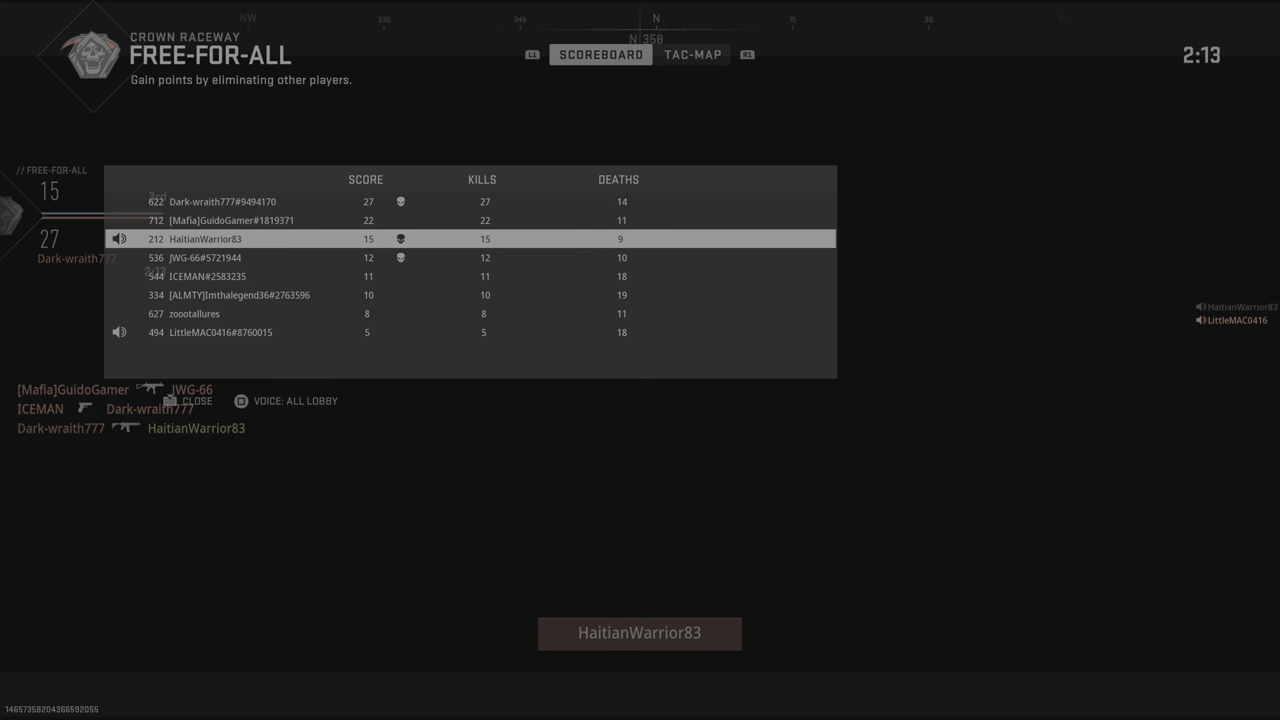 NW 330 345 N 15 30
N 358
CROWN RACEWAY
FREE-FOR-ALL
Gain points by eliminating other players.
L1 SCOREBOARD TAC-MAP R1
2:13
// FREE-FOR-ALL
15
3rd
27
Dark-wraith777
2:13
SCORE KILLS DEATHS
622 Dark-wraith777#9494170 27 27 14
712 [Mafia]GuidoGamer#1819371 22 22 11
212 HaitianWarrior83 15 15 9
536 JWG-66#5721944 12 12 10
544 ICEMAN#2583235 11 11 18
334 [ALMTY]Imthalegend36#2763596 10 10 19
627 zoootallures 8 8 11
494 LittleMAC0416#8760015 5 5 18
HaitianWarrior83
LittleMAC0416
[Mafia]GuidoGamer JWG-66
ICEMAN Dark-wraith777
Dark-wraith777 HaitianWarrior83
CLOSE VOICE: ALL LOBBY
HaitianWarrior83
14657358204366592055